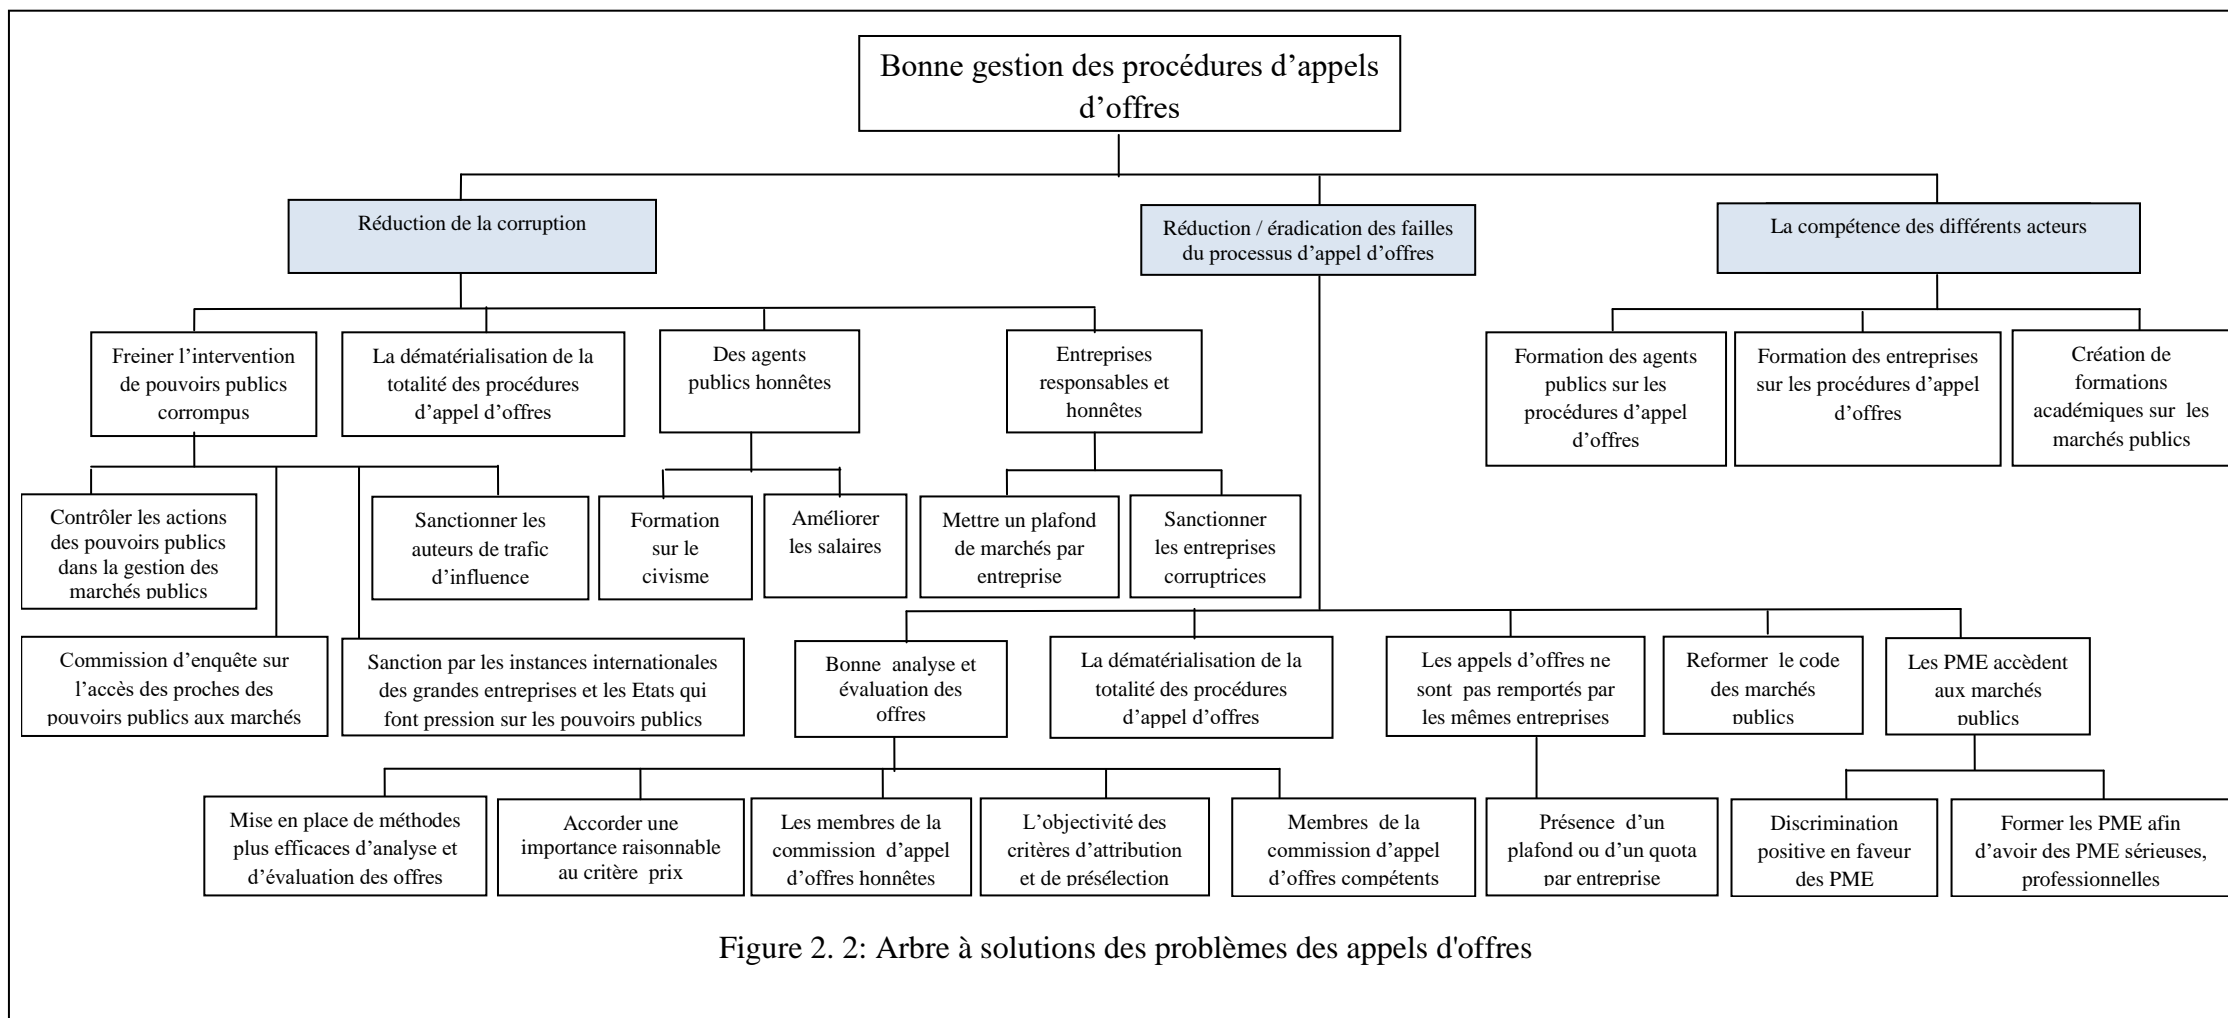 Bonne gestion des procédures d’appels
d’offres
Réduction de la corruption
Réduction / éradication des failles
du processus d’appel d’offres
La compétence des différents acteurs
Freiner l’intervention
de pouvoirs publics
corrompus
La dématérialisation de la
totalité des procédures
d’appel d’offres
Des agents
publics honnêtes
Entreprises
responsables et
honnêtes
Formation des agents
publics sur les
procédures d’appel
d’offres
Formation des entreprises
sur les procédures d’appel
d’offres
Création de
formations
académiques sur les
marchés publics
Contrôler les actions
des pouvoirs publics
dans la gestion des
marchés publics
Sanctionner les
auteurs de trafic
d’influence
Formation
sur le
civisme
Améliorer
les salaires
Mettre un plafond
de marchés par
entreprise
Sanctionner
les entreprises
corruptrices
Commission d’enquête sur
l’accès des proches des
pouvoirs publics aux marchés
Sanction par les instances internationales
des grandes entreprises et les Etats qui
font pression sur les pouvoirs publics
Bonne analyse et
évaluation des
offres
La dématérialisation de la
totalité des procédures
d’appel d’offres
Les appels d’offres ne
sont pas remportés par
les mêmes entreprises
Reformer le code
des marchés
publics
Les PME accèdent
aux marchés
publics
Mise en place de méthodes
plus efficaces d’analyse et
d’évaluation des offres
Accorder une
importance raisonnable
au critère prix
Les membres de la
commission d’appel
d’offres honnêtes
L’objectivité des
critères d’attribution
et de présélection
Membres de la
commission d’appel
d’offres compétents
Présence d’un
plafond ou d’un quota
par entreprise
Discrimination
positive en faveur
des PME
Former les PME afin
d’avoir des PME sérieuses,
professionnelles
Figure 2. 2: Arbre à solutions des problèmes des appels d'offres